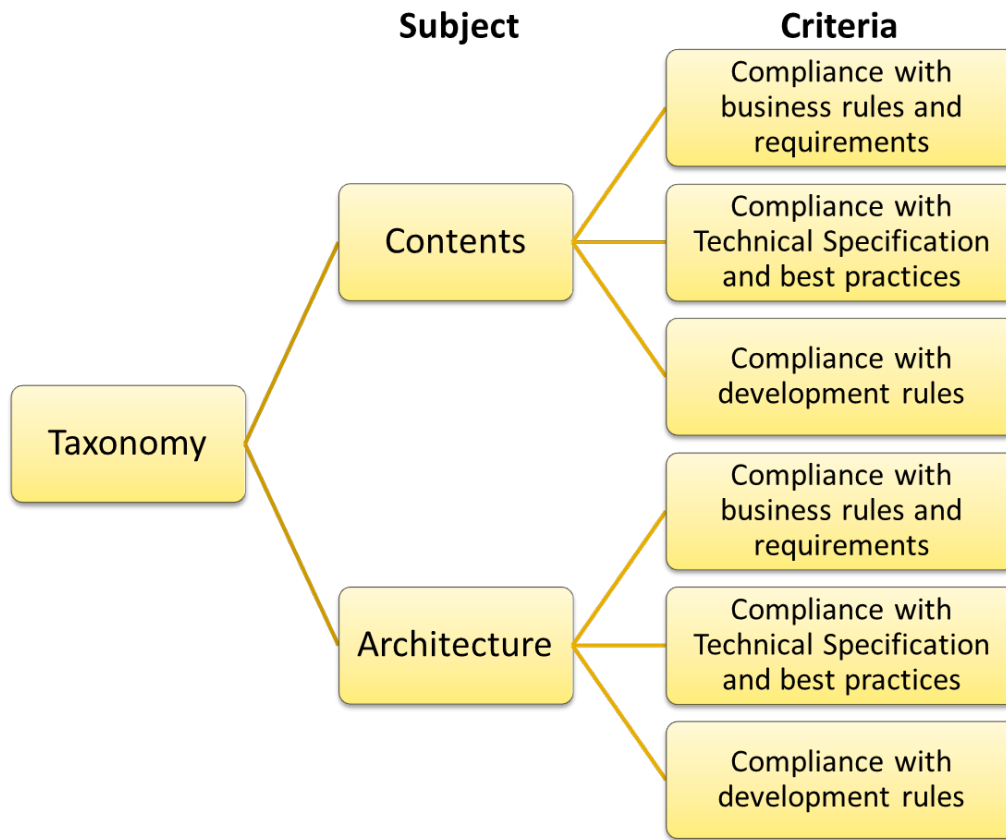 Subject
Criteria
Compliance with
business rules and
requirements
Contents
Compliance with
Technical Specification
and best practices
Compliance with
development rules
Taxonomy
Compliance with
business rules and
requirements
Architecture
Compliance with
Technical Specification
and best practices
Compliance with
development rules